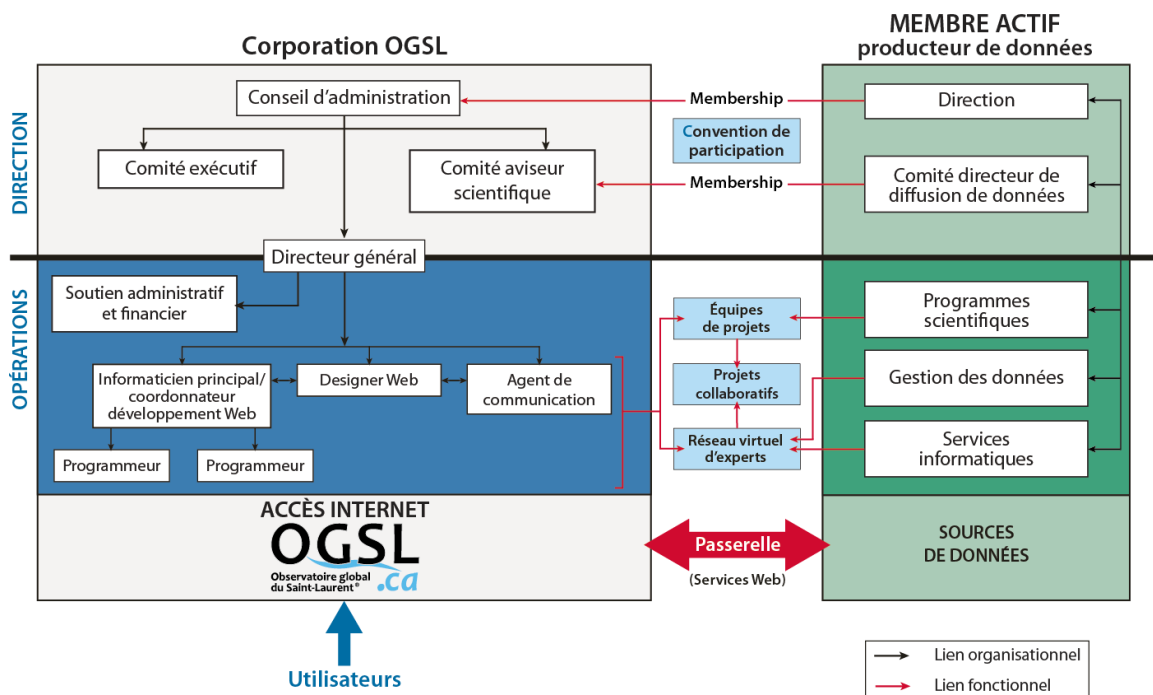 Corporation OGSL
MEMBRE ACTIF
producteur de données
DIRECTION
Conseil d'administration
Membership
Direction
Convention de
participation
Comité exécutif
Comité aviseur
scientifique
Membership
Comité directeur de
diffusion de données
Directeur général
OPÉRATIONS
Soutien administratif
et financier
Équipes
de projets
Programmes
scientifiques
Informaticien principal/
coordonnateur
développement Web
Designer Web
Agent de
communication
Projets
collaboratifs
Gestion des données
Programmeur
Programmeur
Réseau virtuel
d'experts
Services
informatiques
ACCÈS INTERNET
OGSL
Observatoire global
du Saint-Laurent®
.ca
Passerelle
(Services Web)
SOURCES
DE DONNÉES
Utilisateurs
Lien organisationnel
Lien fonctionnel